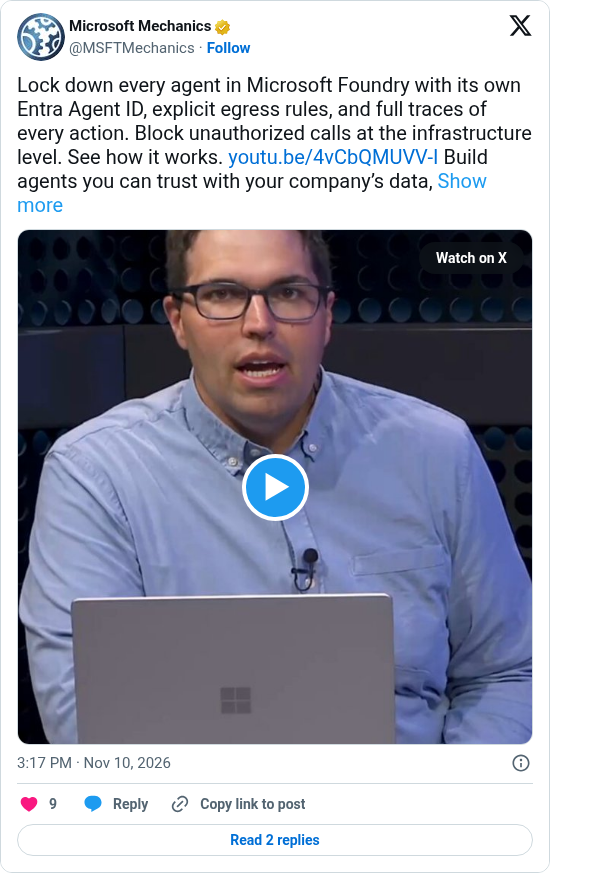 Microsoft Mechanics
@MSFTMechanics · Follow
Lock down every agent in Microsoft Foundry with its own
Entra Agent ID, explicit egress rules, and full traces of
every action. Block unauthorized calls at the infrastructure
level. See how it works. youtu.be/4vCbQMUVV-I Build
agents you can trust with your company’s data, Show
more
Watch on X
3:17 PM · Nov 10, 2026
9 Reply Copy link to post
Read 2 replies